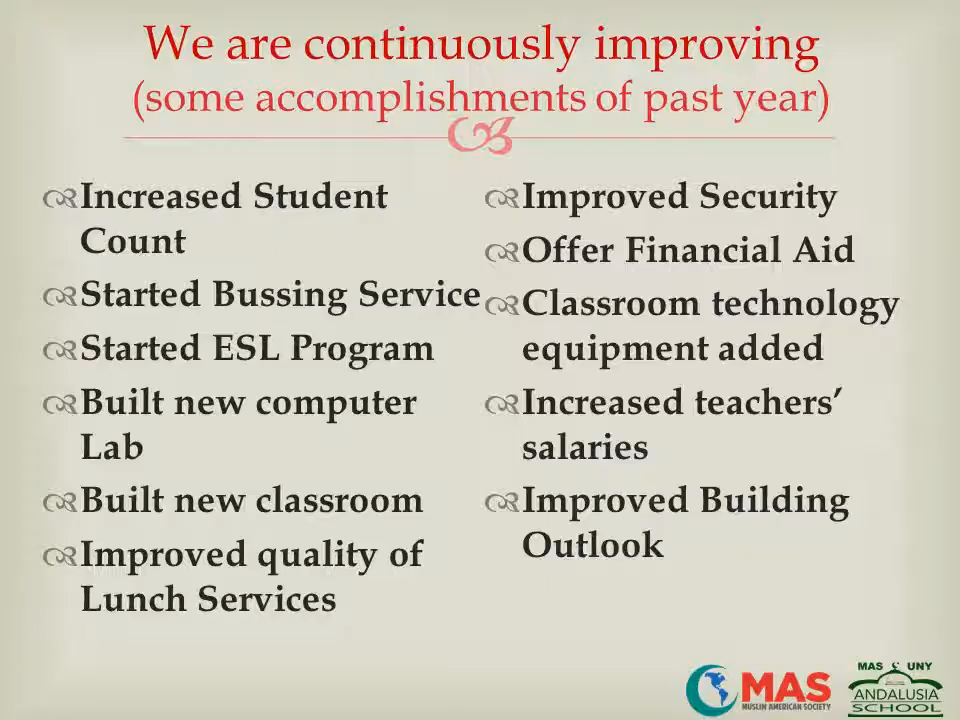 We are continuously improving
(some accomplishments of past year)
Increased Student
Count
Started Bussing Service
Started ESL Program
Built new computer
Lab
Built new classroom
Improved quality of
Lunch Services
Improved Security
Offer Financial Aid
Classroom technology
equipment added
Increased teachers’
salaries
Improved Building
Outlook
MAS
MUSLIN AMERICAN SOCIETY
MAS UNY
ANDALUSIA
SCHOOL